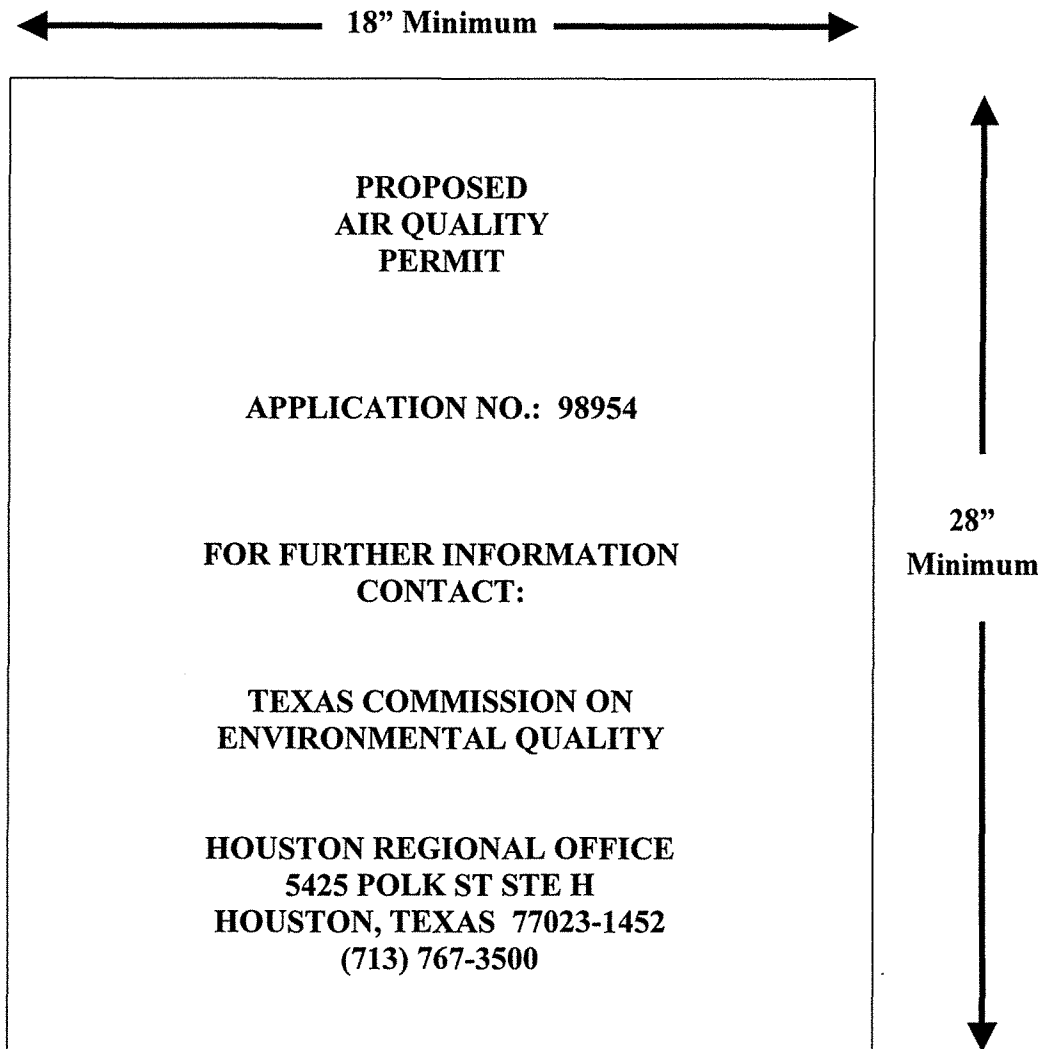 18” Minimum
PROPOSED
AIR QUALITY
PERMIT
APPLICATION NO.: 98954
FOR FURTHER INFORMATION
CONTACT:
TEXAS COMMISSION ON
ENVIRONMENTAL QUALITY
HOUSTON REGIONAL OFFICE
5425 POLK ST STE H
HOUSTON, TEXAS 77023-1452
(713) 767-3500
28”
Minimum